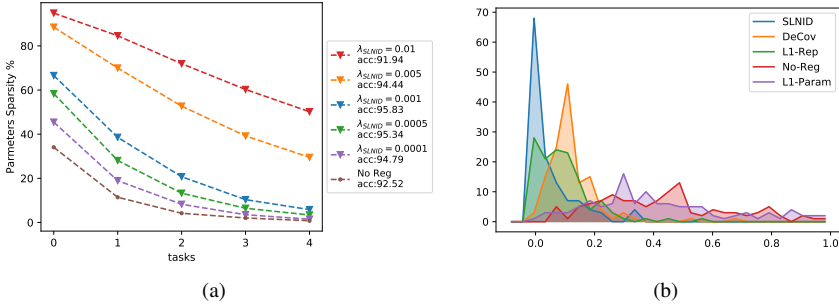 Parmeters Sparsity %
80
60
40
20
0
0 1 2 3 4
tasks
λSLNID = 0.01
acc:91.94
λSLNID = 0.005
acc:94.44
λSLNID = 0.001
acc:95.83
λSLNID = 0.0005
acc:95.34
λSLNID = 0.0001
acc:94.79
No Reg
acc:92.52
(a)
70
60
50
40
30
20
10
0
0.0 0.2 0.4 0.6 0.8 1.0
SLNID
DeCov
L1-Rep
No-Reg
L1-Param
(b)